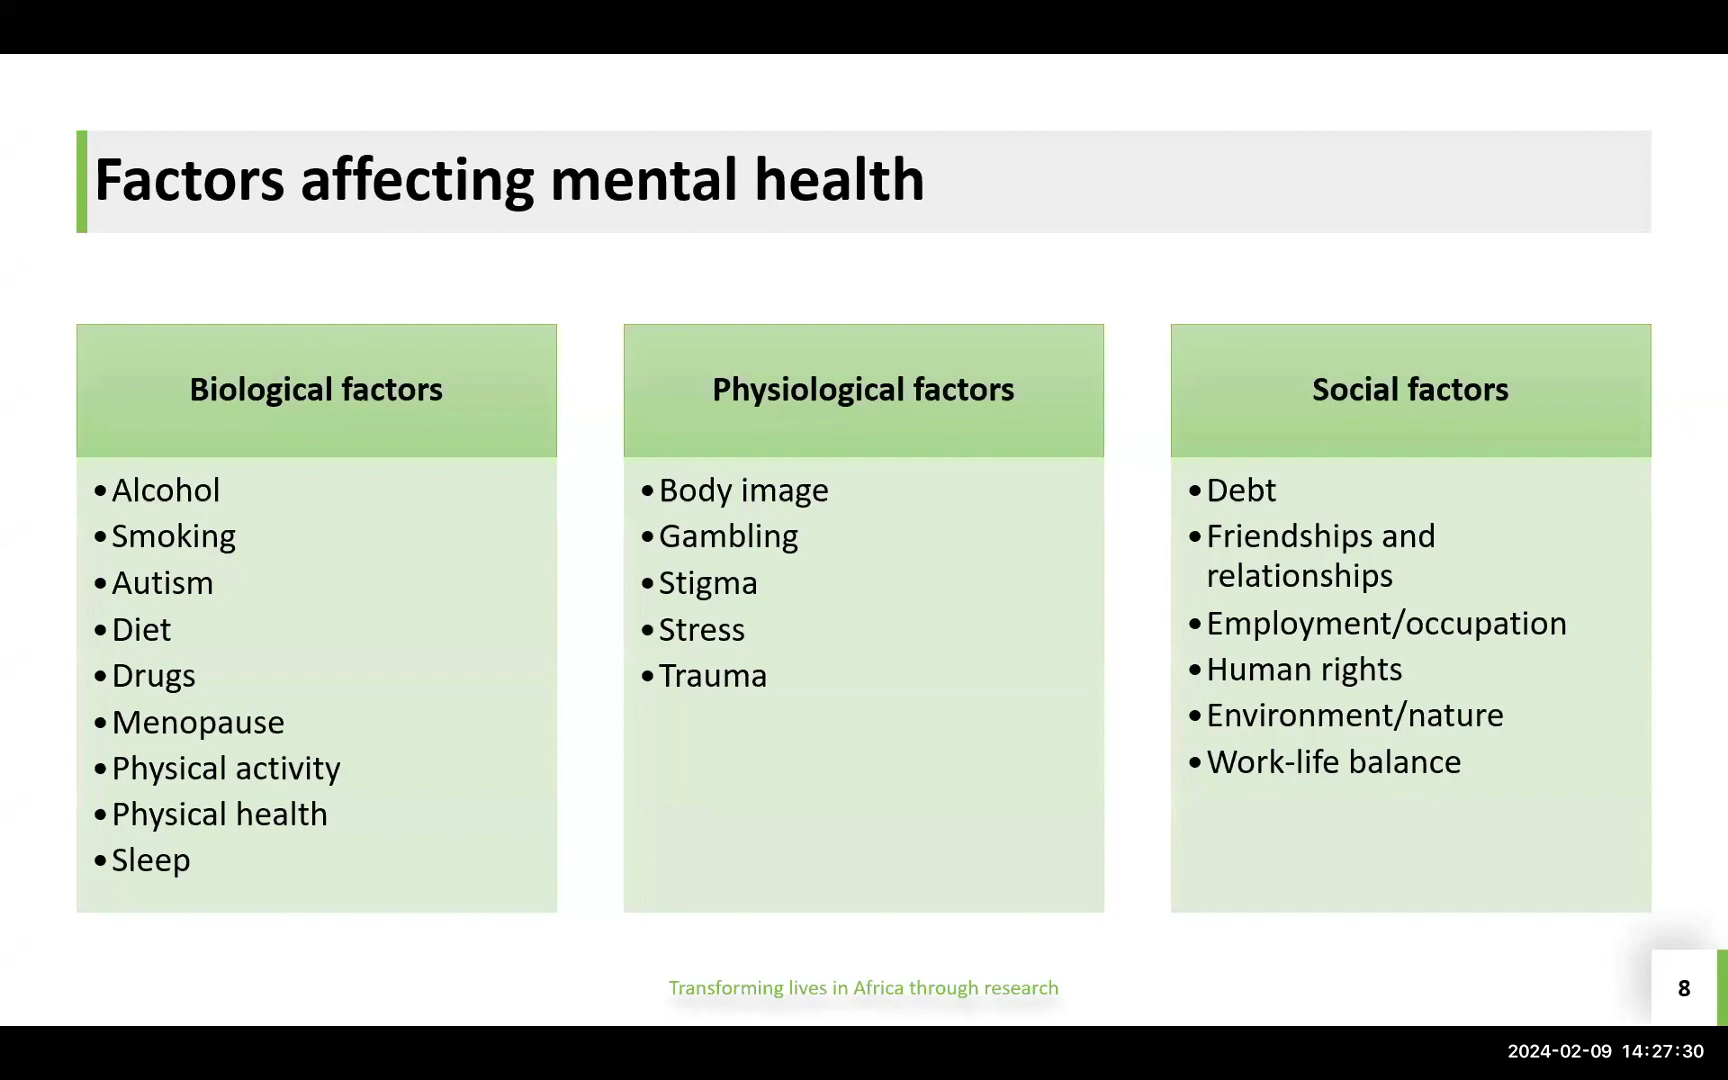 Factors affecting mental health
Biological factors
•Alcohol
•Smoking
•Autism
•Diet
•Drugs
•Menopause
•Physical activity
•Physical health
•Sleep
Physiological factors
•Body image
•Gambling
•Stigma
•Stress
•Trauma
Social factors
•Debt
•Friendships and
relationships
•Employment/occupation
•Human rights
•Environment/nature
•Work-life balance
Transforming lives in Africa through research
8
2024-02-09 14:27:30